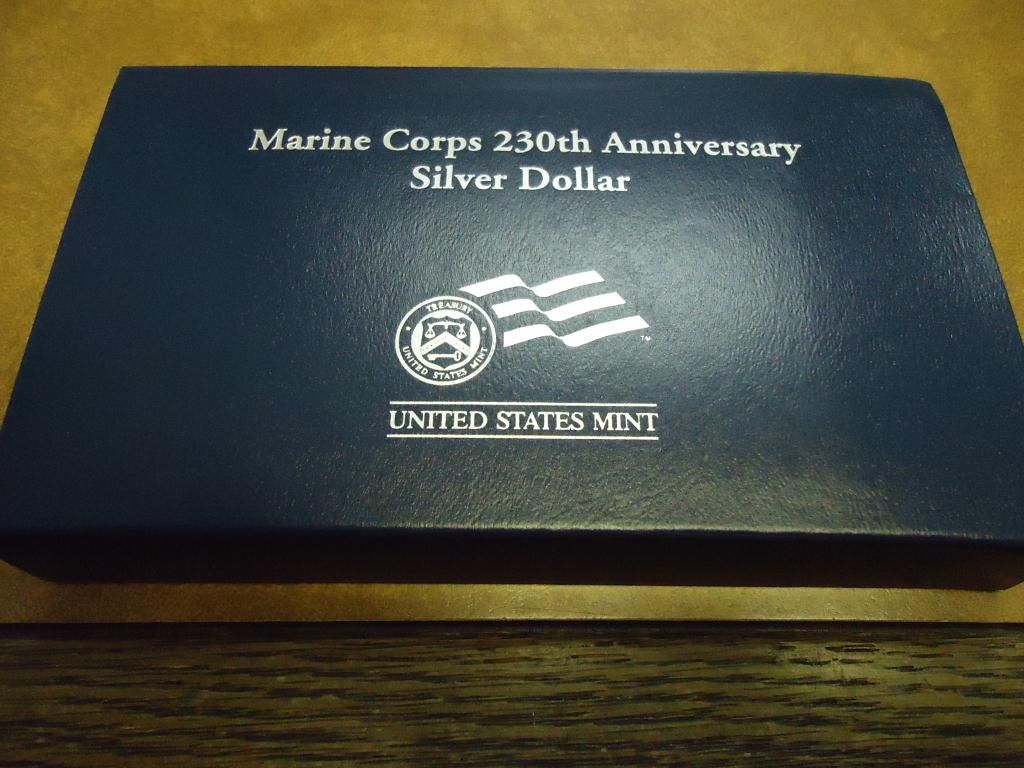 Marine Corps 230th Anniversary
Silver Dollar
TREASURY
UNITED STATES MINT
TM
UNITED STATES MINT